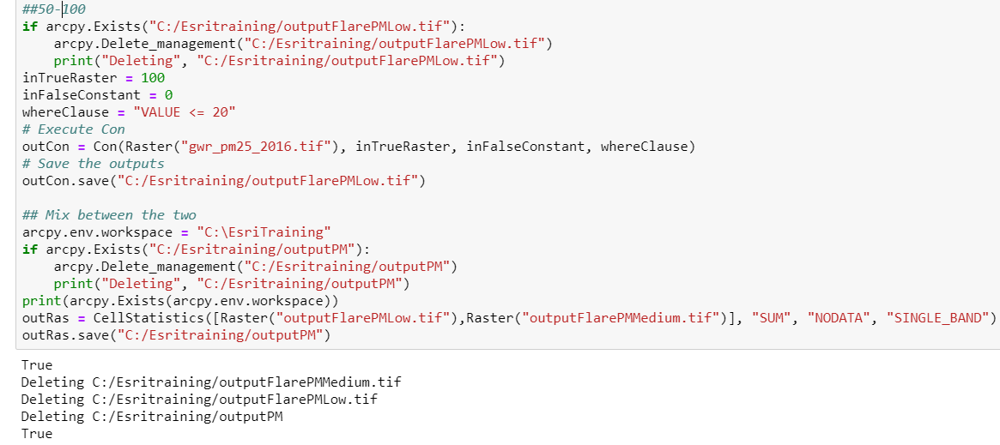 ##50-100
if arcpy.Exists("C:/Esritraining/outputFlarePMLow.tif"):
    arcpy.Delete_management("C:/Esritraining/outputFlarePMLow.tif")
    print("Deleting", "C:/Esritraining/outputFlarePMLow.tif")
inTrueRaster = 100
inFalseConstant = 0
whereClause = "VALUE <= 20"
# Execute Con
outCon = Con(Raster("gwr_pm25_2016.tif"), inTrueRaster, inFalseConstant, whereClause)
# Save the outputs
outCon.save("C:/Esritraining/outputFlarePMLow.tif")
## Mix between the two
arcpy.env.workspace = "C:\EsriTraining"
if arcpy.Exists("C:/Esritraining/outputPM"):
    arcpy.Delete_management("C:/Esritraining/outputPM")
    print("Deleting", "C:/Esritraining/outputPM")
print(arcpy.Exists(arcpy.env.workspace))
outRas = CellStatistics([Raster("outputFlarePMLow.tif"),Raster("outputFlarePMMedium.tif")], "SUM", "NODATA", "SINGLE_BAND")
outRas.save("C:/Esritraining/outputPM")
True
Deleting C:/Esritraining/outputFlarePMMedium.tif
Deleting C:/Esritraining/outputFlarePMLow.tif
Deleting C:/Esritraining/outputPM
True